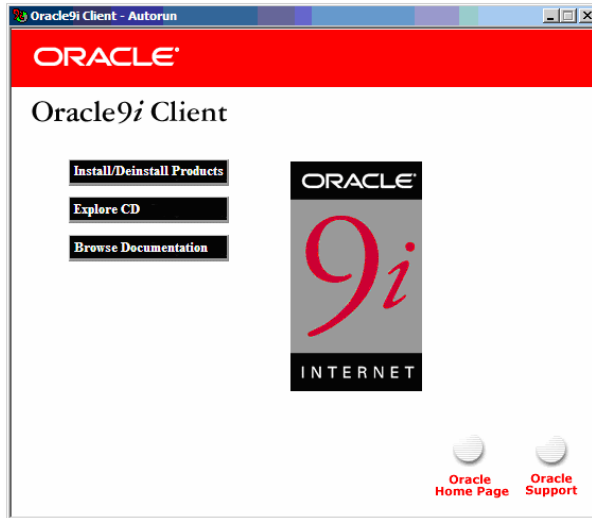 Oracle9i Client - Autorun
ORACLE
Oracle9i Client
Install/Deinstall Products
Explore CD
Browse Documentation
ORACLE
9i
INTERNET
Oracle
Home Page
Oracle
Support